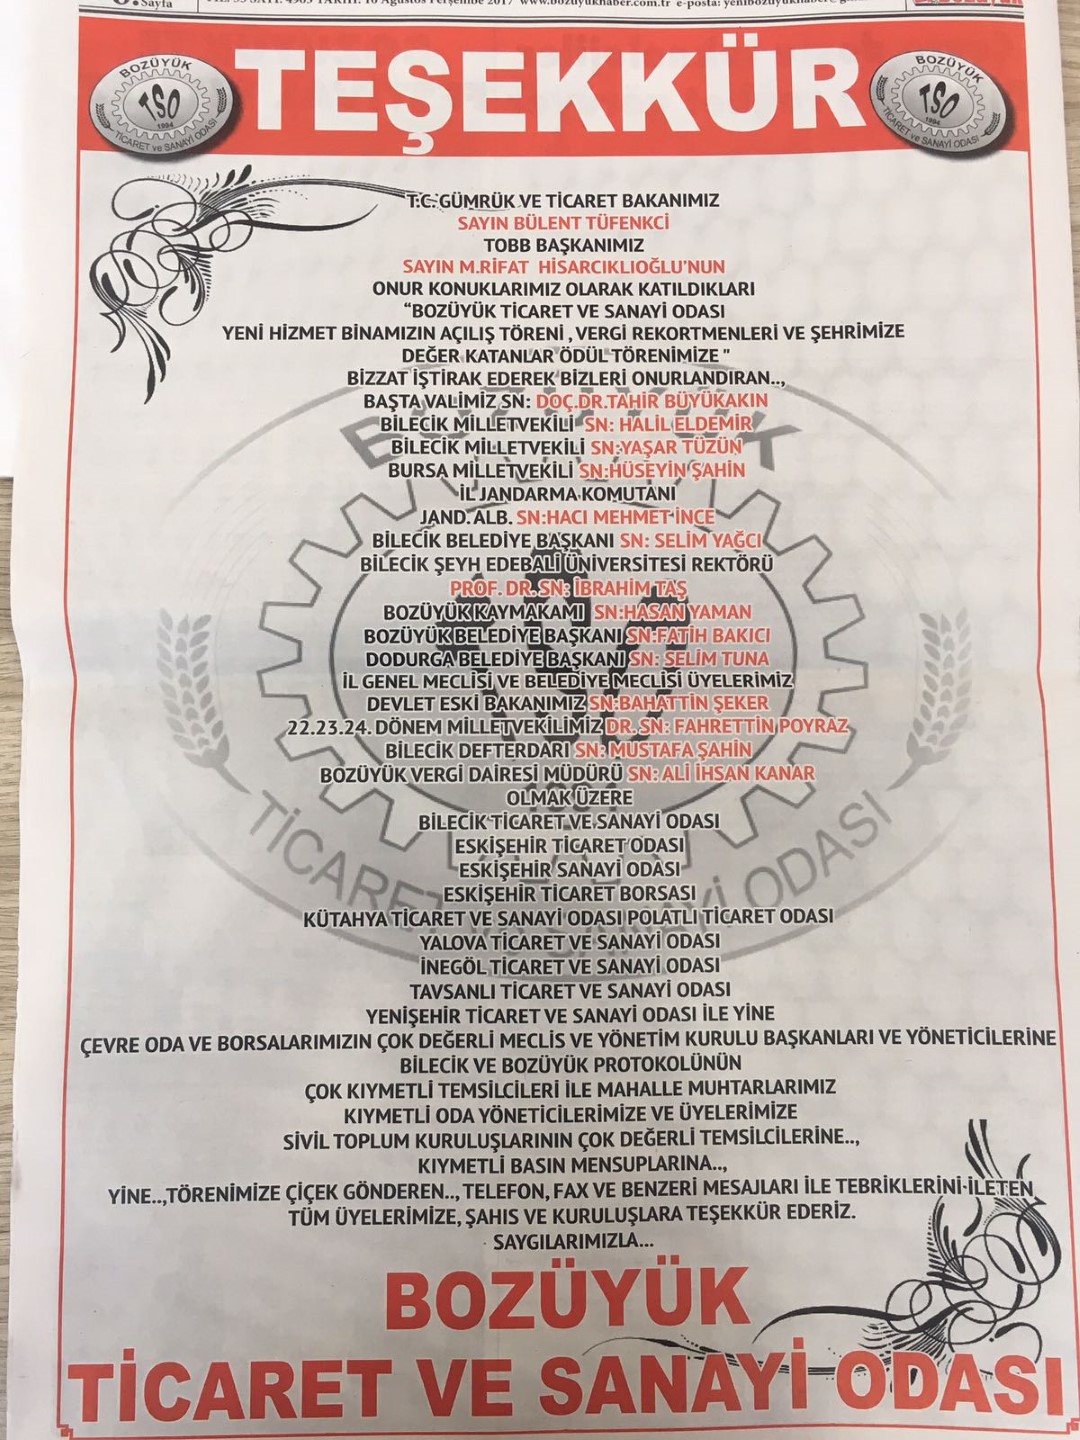 Sayfa
www.bozuyukhaber.com.tr e-posta:
TEŞEKKÜR
BOZÜYÜK
TSO
1994
TİCARET ve SANAYİ ODASI
BOZÜYÜK
TSO
1994
TİCARET ve SANAYİ ODASI
T.C. GÜMRÜK VE TİCARET BAKANIMIZ
SAYIN BÜLENT TÜFENKCİ
TOBB BAŞKANIMIZ
SAYIN M.RİFAT HİSARCIKLIOĞLU'NUN
ONUR KONUKLARIMIZ OLARAK KATILDIKLARI
“BOZÜYÜK TİCARET VE SANAYİ ODASI
YENİ HİZMET BİNAMIZIN AÇILIŞ TÖRENİ , VERGİ REKORTMENLERİ VE ŞEHRİMİZE
DEĞER KATANLAR ÖDÜL TÖRENİMİZE "
BİZZAT İŞTİRAK EDEREK BİZLERİ ONURLANDIRAN..,
BAŞTA VALİMİZ SN: DOÇ.DR.TAHİR BÜYÜKAKIN
BİLECİK MİLLETVEKİLİ SN: HALİL ELDEMİR
BİLECİK MİLLETVEKİLİ SN:YAŞAR TÜZÜN
BURSA MİLLETVEKİLİ SN:HÜSEYİN ŞAHİN
İL JANDARMA KOMUTANI
JAND. ALB. SN:HACI MEHMET İNCE
BİLECİK BELEDİYE BAŞKANI SN: SELİM YAĞCI
BİLECİK ŞEYH EDEBALİ ÜNİVERSİTESİ REKTÖRÜ
PROF. DR. SN: İBRAHİM TAŞ
BOZÜYÜK KAYMAKAMI SN:HASAN YAMAN
BOZÜYÜK BELEDİYE BAŞKANI SN:FATİH BAKICI
DODURGA BELEDİYE BAŞKANI SN: SELİM TUNA
İL GENEL MECLİSİ VE BELEDİYE MECLİSİ ÜYELERİMİZ
DEVLET ESKİ BAKANIMIZ SN:BAHATTİN ŞEKER
22.23.24. DÖNEM MİLLETVEKİLİMİZ DR. SN: FAHRETTİN POYRAZ
BİLECİK DEFTERDARI SN: MUSTAFA ŞAHİN
BOZÜYÜK VERGİ DAİRESİ MÜDÜRÜ SN: ALİ İHSAN KANAR
OLMAK ÜZERE
BİLECİK TİCARET VE SANAYİ ODASI
ESKİŞEHİR TİCARET ODASI
ESKİŞEHİR SANAYİ ODASI
ESKİŞEHİR TİCARET BORSASI
KÜTAHYA TİCARET VE SANAYİ ODASI POLATLI TİCARET ODASI
YALOVA TİCARET VE SANAYİ ODASI
İNEGÖL TİCARET VE SANAYİ ODASI
TAVSANLI TİCARET VE SANAYİ ODASI
YENİŞEHİR TİCARET VE SANAYİ ODASI İLE YİNE
ÇEVRE ODA VE BORSALARIMIZIN ÇOK DEĞERLİ MECLİS VE YÖNETİM KURULU BAŞKANLARI VE YÖNETİCİLERİNE
BİLECİK VE BOZÜYÜK PROTOKOLÜNÜN
ÇOK KIYMETLİ TEMSİLCİLERİ İLE MAHALLE MUHTARLARIMIZ
KIYMETLİ ODA YÖNETİCİLERİMİZE VE ÜYELERİMİZE
SİVİL TOPLUM KURULUŞLARININ ÇOK DEĞERLİ TEMSİLCİLERİNE..,
KIYMETLİ BASIN MENSUPLARINA..,
YİNE..,TÖRENİMİZE ÇİÇEK GÖNDEREN.., TELEFON, FAX VE BENZERİ MESAJLARI İLE TEBRİKLERİNİ İLETEN
TÜM ÜYELERİMİZE, ŞAHIS VE KURULUŞLARA TEŞEKKÜR EDERİZ.
SAYGILARIMIZLA...
BOZÜYÜK
TİCARET VE SANAYİ ODASI